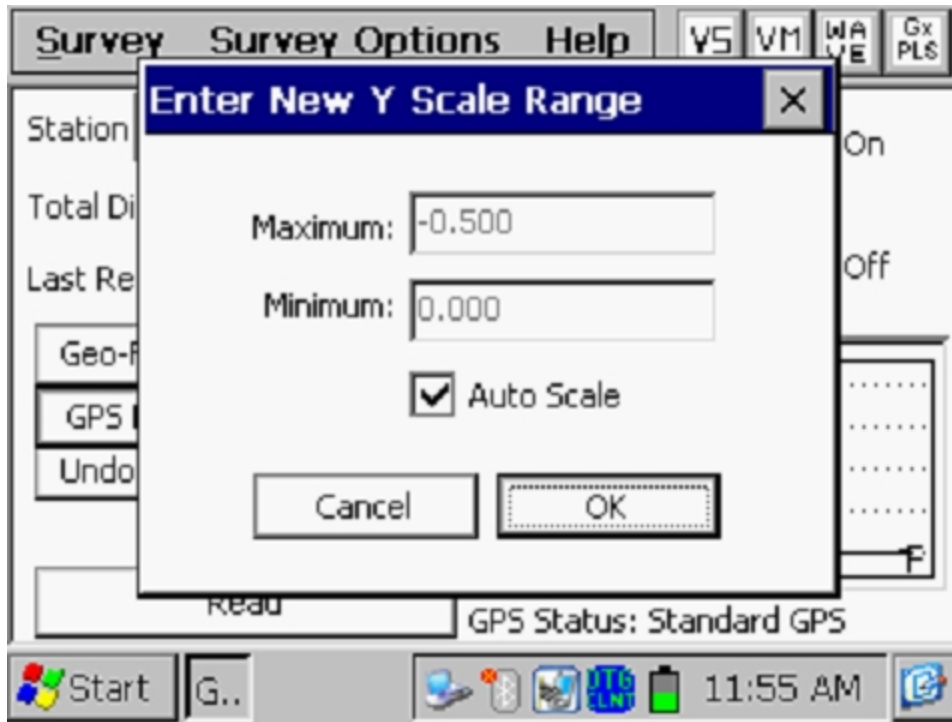 Survey Survey Options Help VS VM WA VE Gx PLS
Enter New Y Scale Range
Station
On
Total Di
Maximum: -0.500
Last Re
Off
Minimum: 0.000
Geo-F
Auto Scale
GPS
Undo
Cancel OK
P
Read
GPS Status: Standard GPS
Start G.. DTG CLNT 11:55 AM